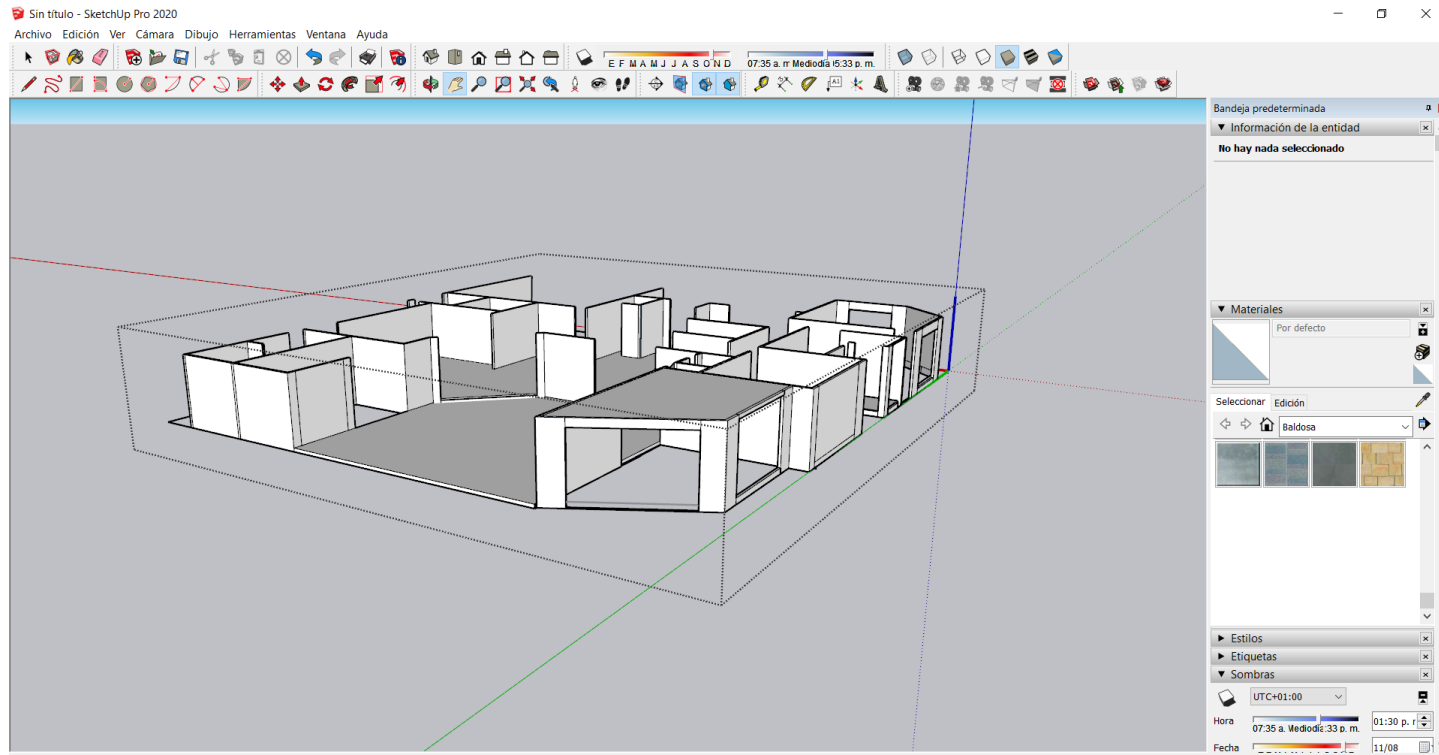 Sin título - SketchUp Pro 2020
Archivo Edición Ver Cámara Dibujo Herramientas Ventana Ayuda
E F M A M J J A S O N D
07:35 a. m Mediodía 5:33 p. m.
A1
Bandeja predeterminada
Información de la entidad
No hay nada seleccionado
Materiales
Por defecto
Seleccionar Edición
Baldosa
Estilos
Etiquetas
Sombras
UTC+01:00
Hora
07:35 a. Mediodía:33 p. m.
01:30 p. r
Fecha
11/08